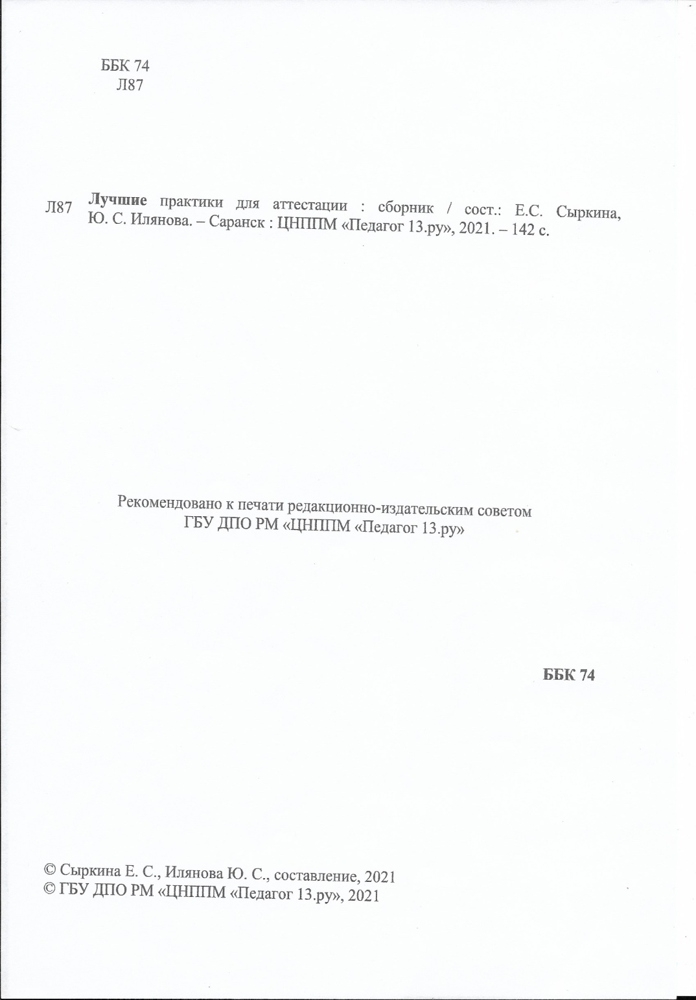 ББК 74
Л87
Л87 Лучшие практики для аттестации : сборник / сост.: Е.С. Сыркина,
Ю. С. Илянова. – Саранск : ЦНППМ «Педагог 13.ру», 2021. – 142 с.
Рекомендовано к печати редакционно-издательским советом
ГБУ ДПО РМ «ЦНППМ «Педагог 13.ру»
ББК 74
© Сыркина Е. С., Илянова Ю. С., составление, 2021
© ГБУ ДПО РМ «ЦНППМ «Педагог 13.ру», 2021